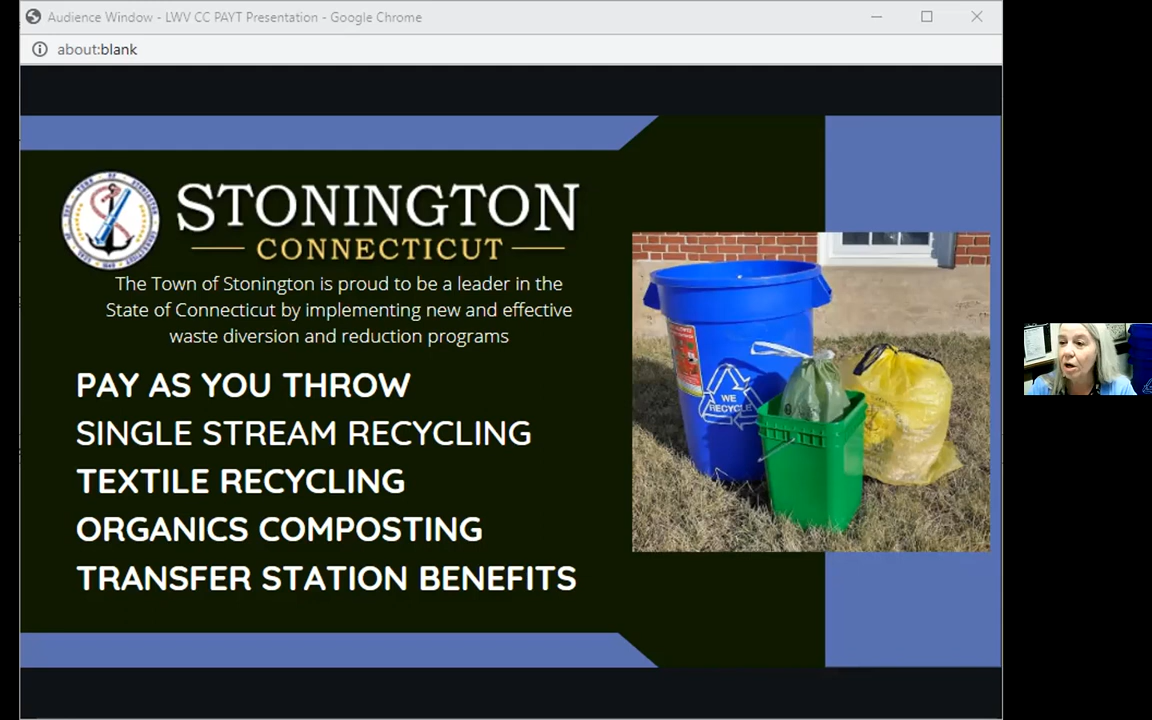 Audience Window - LWV CC PAYT Presentation - Google Chrome
about:blank
STONINGTON
CONNECTICUT
The Town of Stonington is proud to be a leader in the
State of Connecticut by implementing new and effective
waste diversion and reduction programs
PAY AS YOU THROW
SINGLE STREAM RECYCLING
TEXTILE RECYCLING
ORGANICS COMPOSTING
TRANSFER STATION BENEFITS
WE
RECYCLE